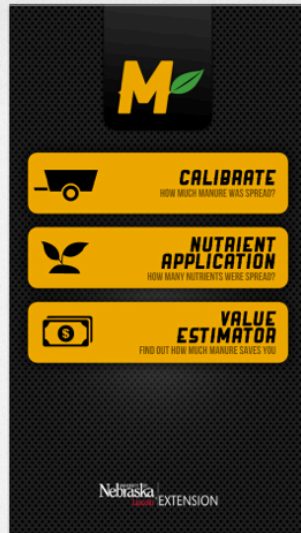 M
CALIBRATE
HOW MUCH MANURE WAS SPREAD?
NUTRIENT
APPLICATION
HOW MANY NUTRIENTS WERE SPREAD?
$
VALUE
ESTIMATOR
FIND OUT HOW MUCH MANURE SAVES YOU
Nebraska
EXTENSION